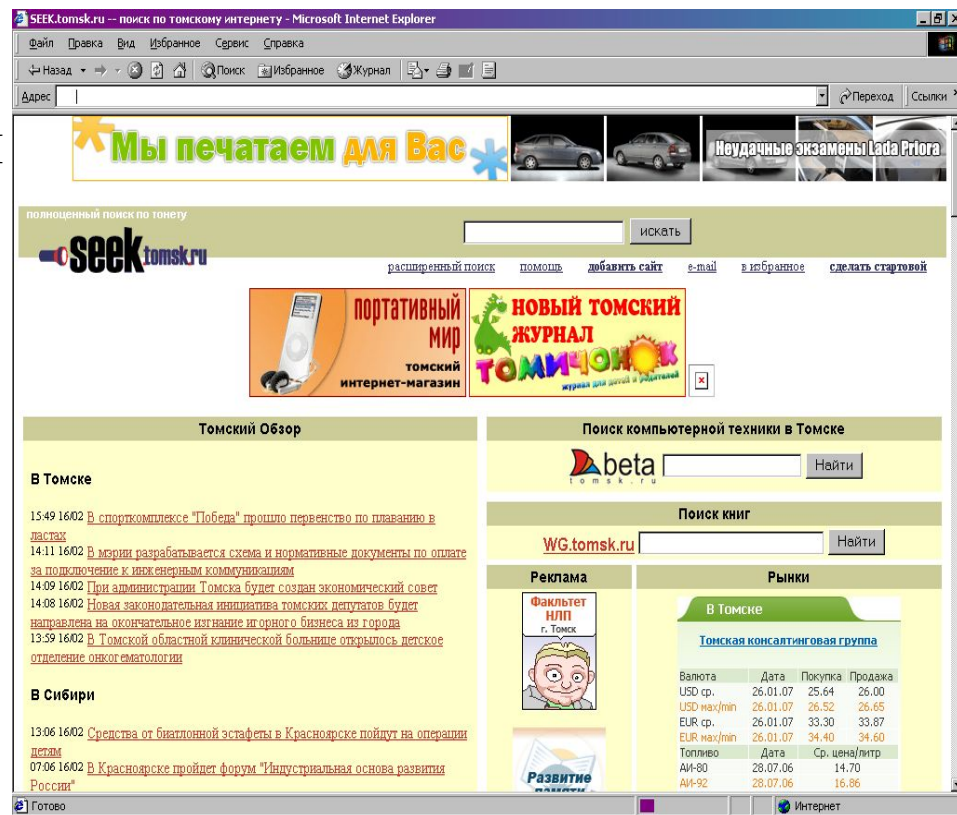 SEEK.tomsk.ru -- поиск по томскому интернету - Microsoft Internet Explorer
Файл Правка Вид Избранное Сервис Справка
Назад Поиск Избранное Журнал
Адрес Переход Ссылки
Мы печатаем для Вас
Неудачные экзамены Lada Priora
полноценный поиск по тонету
seek tomsk.ru
искать
расширенный поиск помощь добавить сайт e-mail в избранное сделать стартовой
портативный
мир
томский
интернет-магазин
НОВЫЙ ТОМСКИЙ
ЖУРНАЛ
ТОМИЧОНОК
журнал для детей и родителей
Томский Обзор
В Томске
15:49 16/02 В спорткомплексе "Победа" прошло первенство по плаванию в
ластах
14:11 16/02 В мэрии разрабатывается схема и нормативные документы по оплате
за подключение к инженерным коммуникациям
14:09 16/02 При администрации Томска будет создан экономический совет
14:08 16/02 Новая законодательная инициатива томских депутатов будет
направлена на окончательное изгнание игорного бизнеса из города
13:59 16/02 В Томской областной клинической больнице открылось детское
отделение онкогематологии
В Сибири
13:06 16/02 Средства от биатлонной эстафеты в Красноярске пойдут на операции
детям
07:06 16/02 В Красноярске пройдет форум "Индустриальная основа развития
России"
Поиск компьютерной техники в Томске
beta
tomsk.ru
Найти
Поиск книг
WG.tomsk.ru
Найти
Реклама
Факльтет
НЛП
г. Томск
Развитие
памяти
Рынки
В Томске
Томская консалтинговая группа
Валюта Дата Покупка Продажа
USD ср. 26.01.07 25.64 26.00
USD мах/min 26.01.07 26.52 26.65
EUR ср. 26.01.07 33.30 33.87
EUR мах/min 26.01.07 34.40 34.60
Топливо Дата Ср. цена/литр
АИ-80 28.07.06 14.70
АИ-92 28.07.06 16.86
Готово Интернет